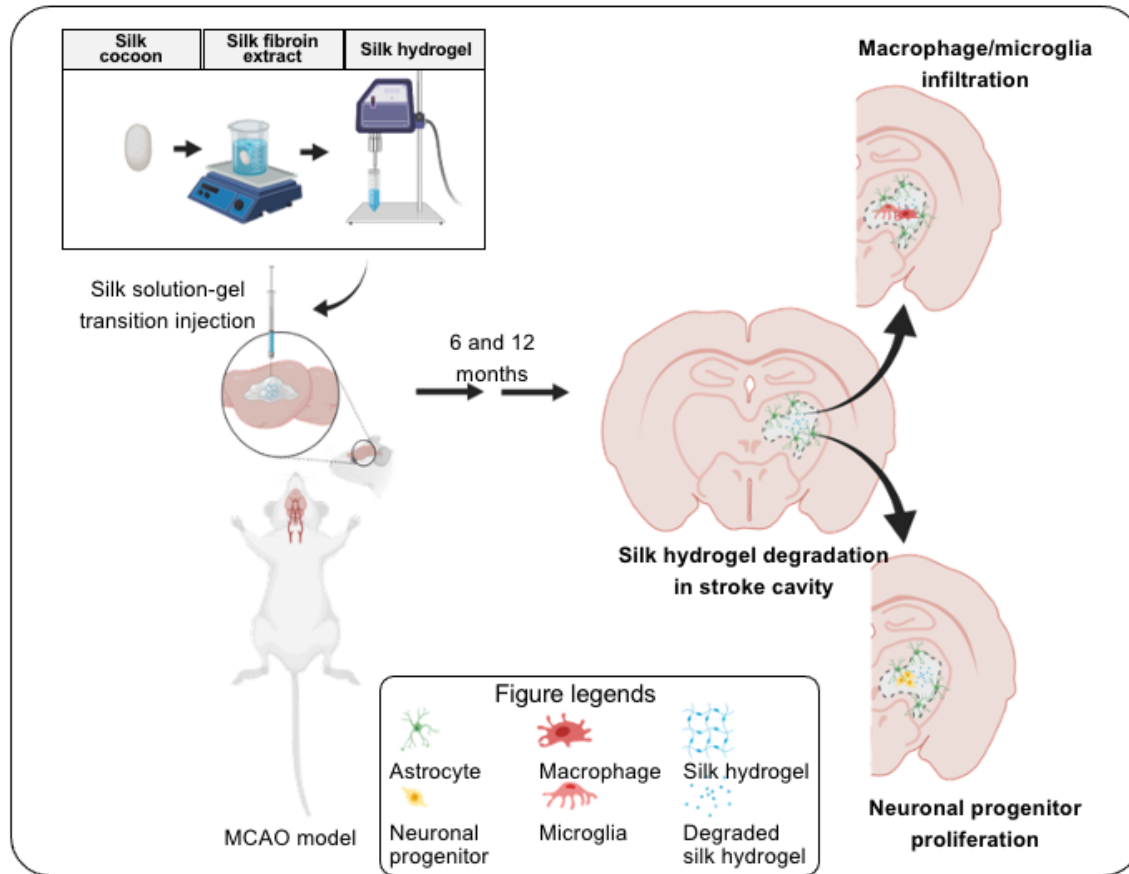 Silk
cocoon
Silk fibroin
extract
Silk hydrogel
Silk solution-gel
transition injection
6 and 12
months
Macrophage/microglia
infiltration
Silk hydrogel degradation
in stroke cavity
Neuronal progenitor
proliferation
MCAO model
Figure legends
Astrocyte
Macrophage
Silk hydrogel
Neuronal
progenitor
Microglia
Degraded
silk hydrogel